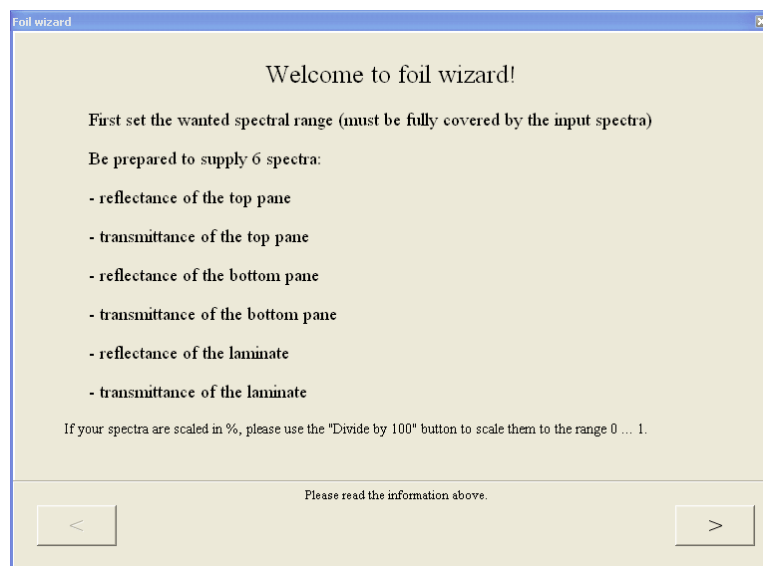 Foil wizard
Welcome to foil wizard!
First set the wanted spectral range (must be fully covered by the input spectra)
Be prepared to supply 6 spectra:
- reflectance of the top pane
- transmittance of the top pane
- reflectance of the bottom pane
- transmittance of the bottom pane
- reflectance of the laminate
- transmittance of the laminate
If your spectra are scaled in %, please use the "Divide by 100" button to scale them to the range 0 ... 1.
Please read the information above.
< >